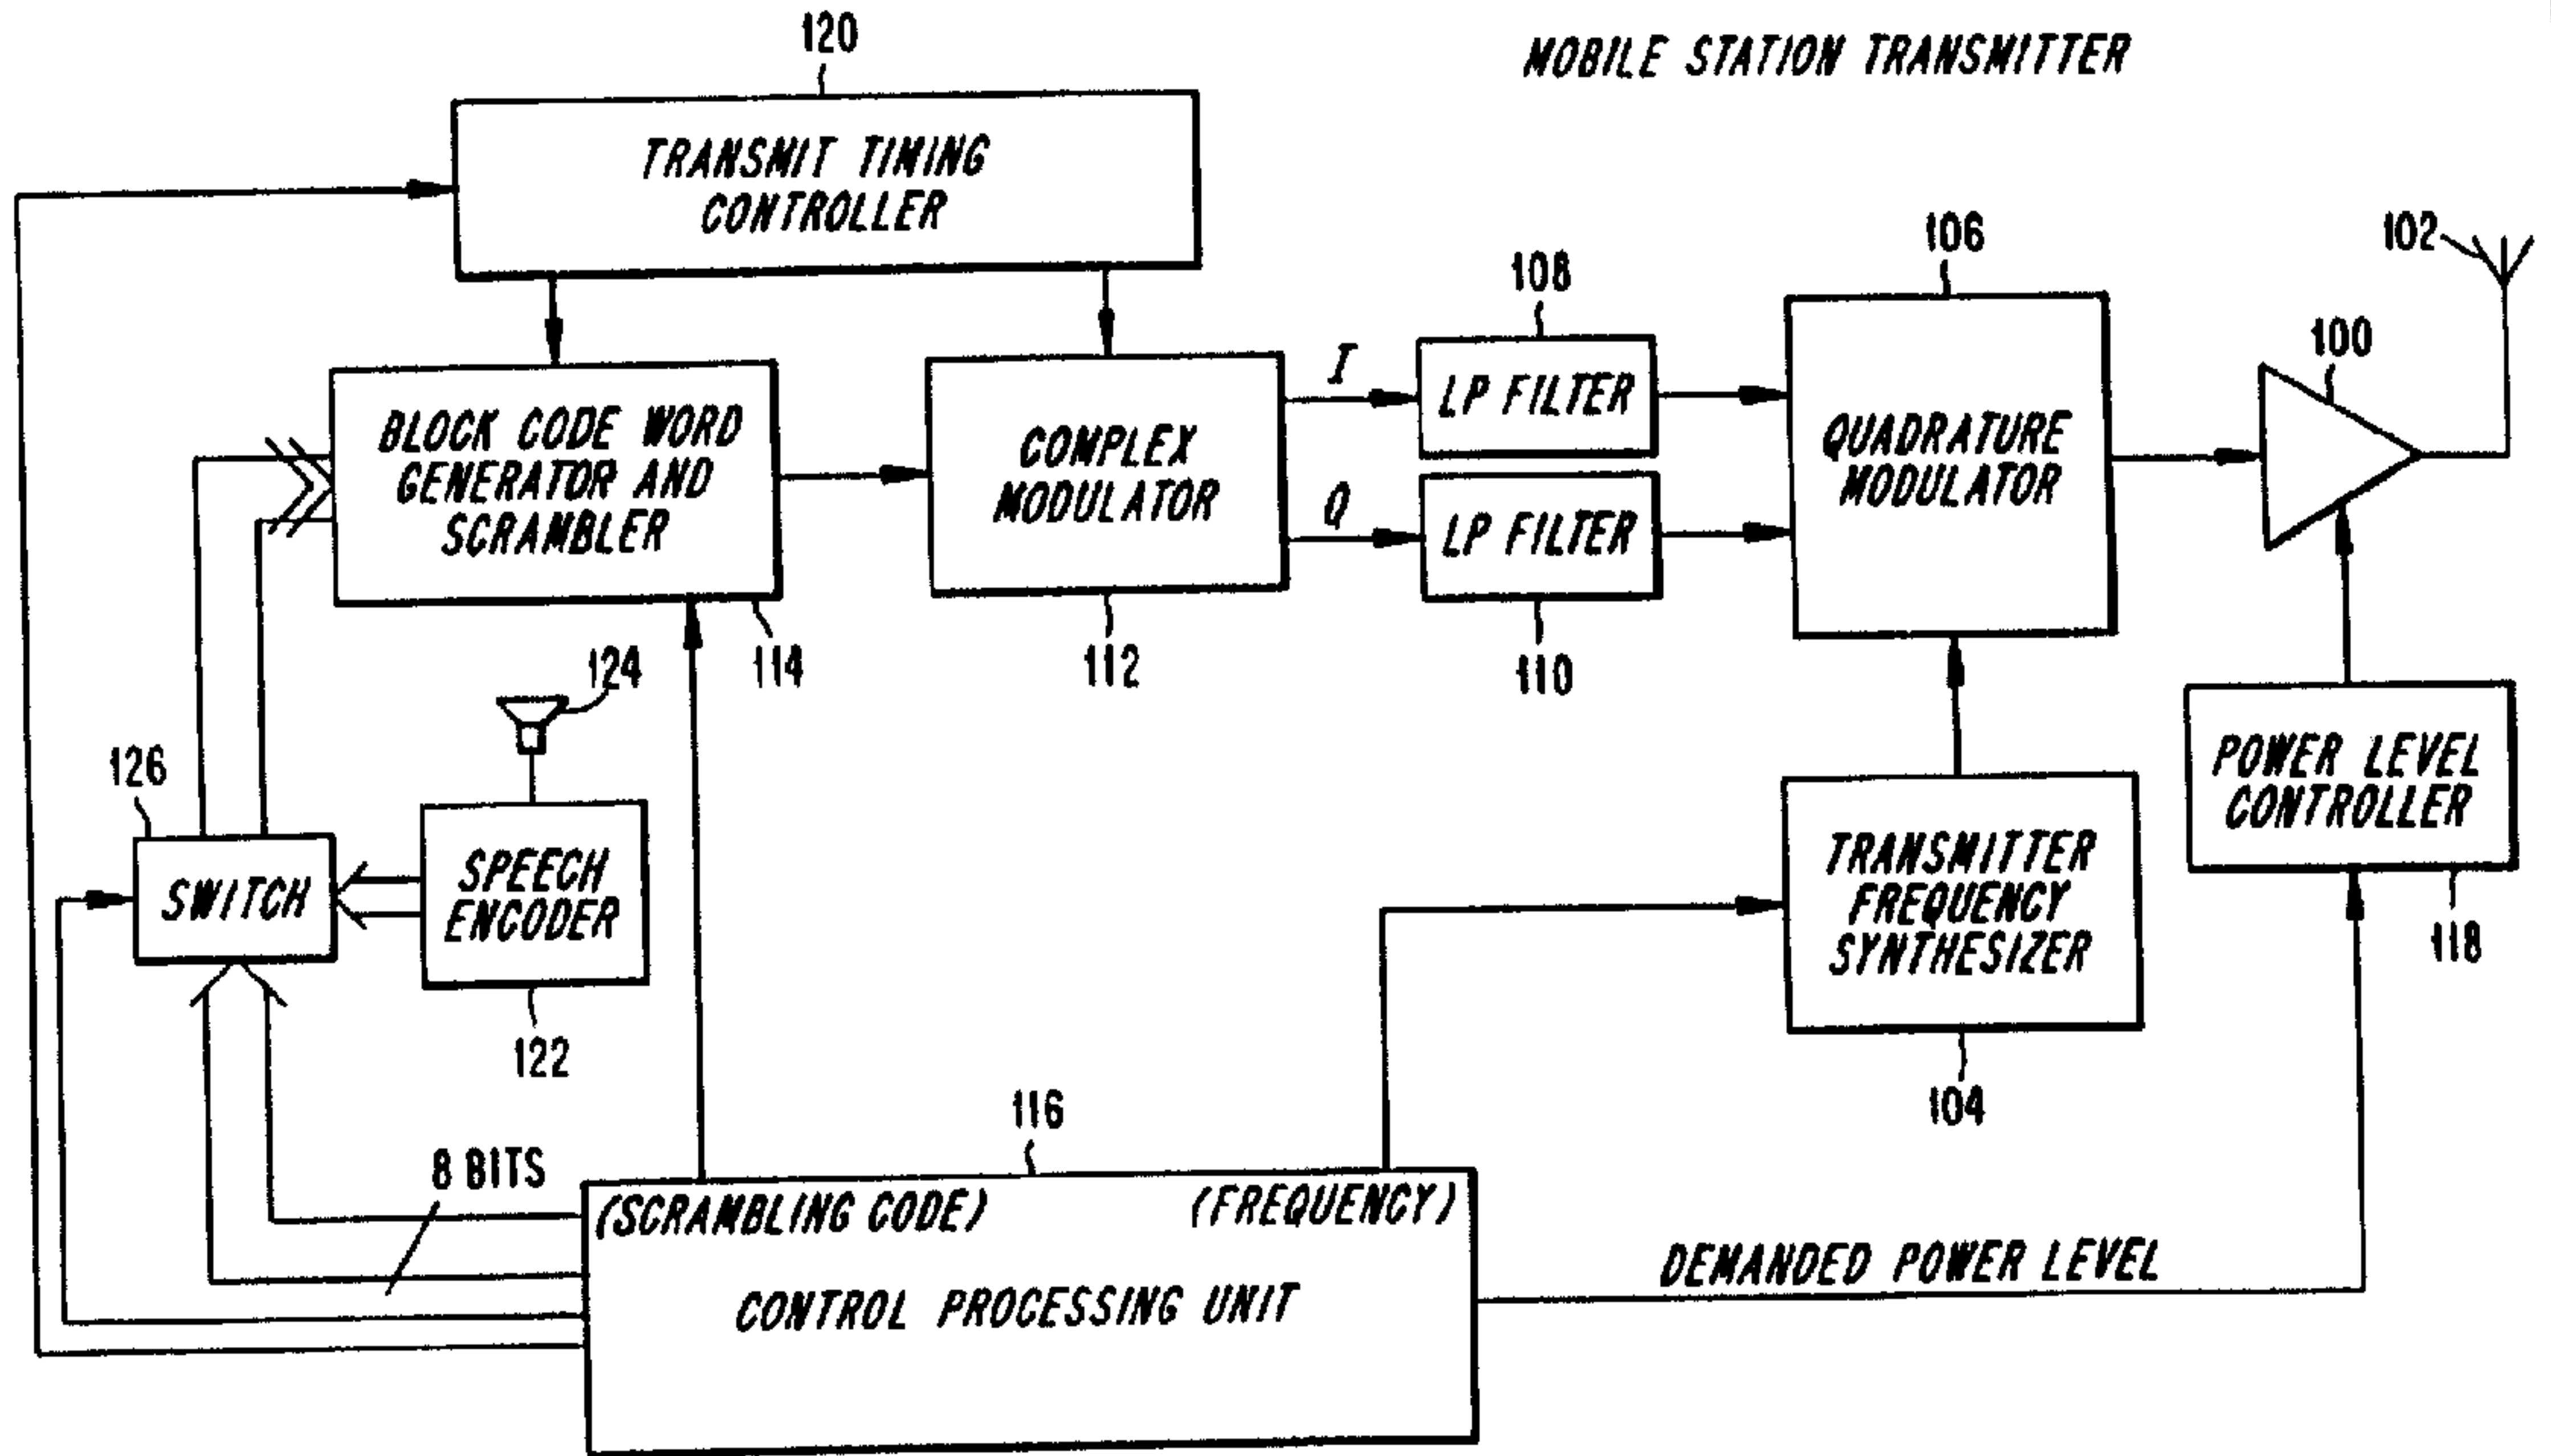 MOBILE STATION TRANSMITTER
120
TRANSMIT TIMING
CONTROLLER
102
106
108
100
I
LP FILTER
BLOCK CODE WORD
GENERATOR AND
SCRAMBLER
COMPLEX
MODULATOR
QUADRATURE
MODULATOR
Q
LP FILTER
114
112
110
124
126
SWITCH
SPEECH
ENCODER
122
POWER LEVEL
CONTROLLER
118
TRANSMITTER
FREQUENCY
SYNTHESIZER
104
116
8 BITS
(SCRAMBLING CODE)
(FREQUENCY)
CONTROL PROCESSING UNIT
DEMANDED POWER LEVEL